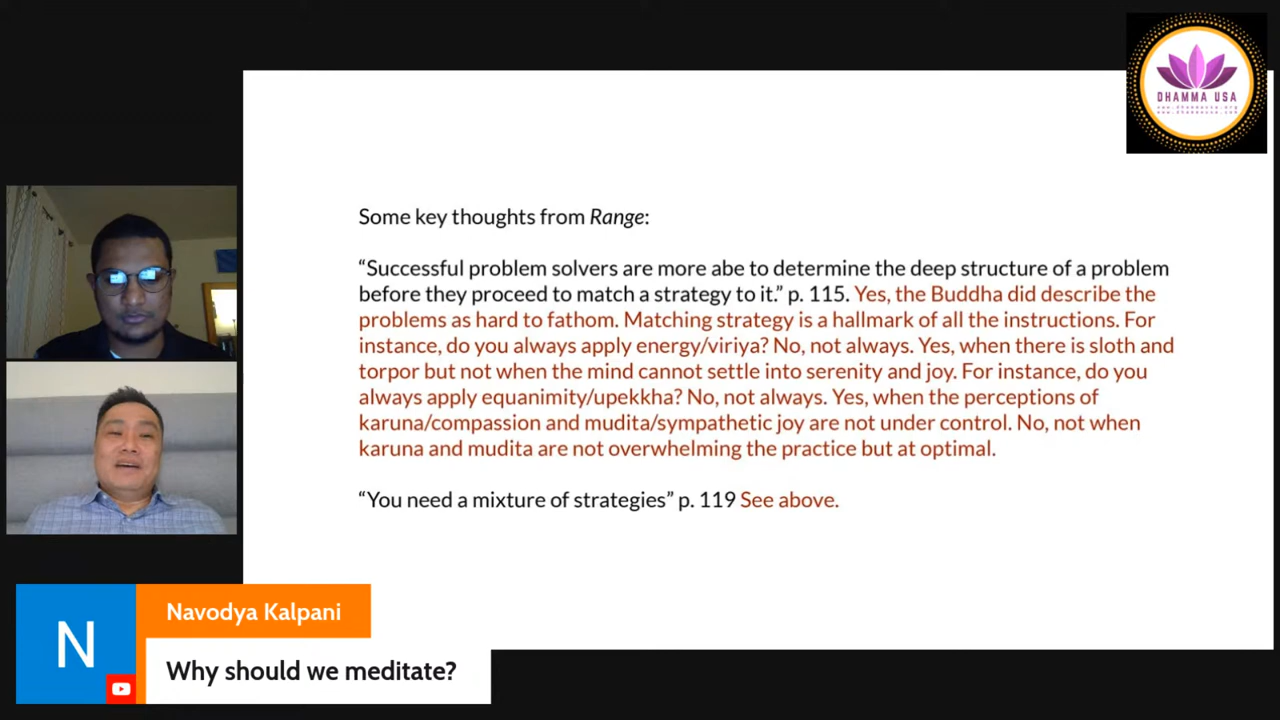 DHAMMA USA
Some key thoughts from Range:
“Successful problem solvers are more abe to determine the deep structure of a problem
before they proceed to match a strategy to it.” p. 115. Yes, the Buddha did describe the
problems as hard to fathom. Matching strategy is a hallmark of all the instructions. For
instance, do you always apply energy/viriya? No, not always. Yes, when there is sloth and
torpor but not when the mind cannot settle into serenity and joy. For instance, do you
always apply equanimity/upekkha? No, not always. Yes, when the perceptions of
karuna/compassion and mudita/sympathetic joy are not under control. No, not when
karuna and mudita are not overwhelming the practice but at optimal.
“You need a mixture of strategies” p. 119 See above.
N
Navodya Kalpani
Why should we meditate?